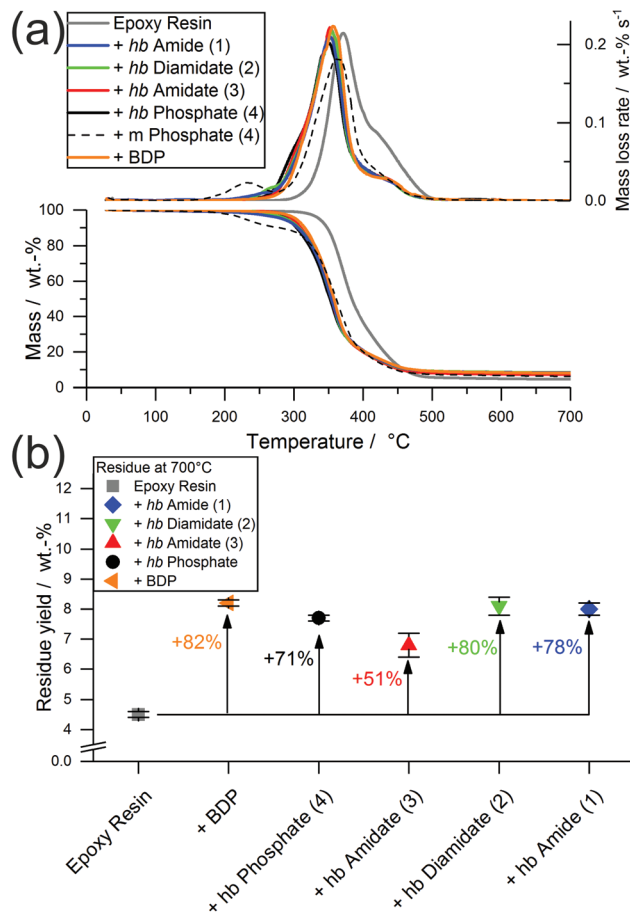 (a)
Epoxy Resin
+ hb Amide (1)
+ hb Diamidate (2)
+ hb Amidate (3)
+ hb Phosphate (4)
+ m Phosphate (4)
+ BDP
0.2
0.1
0.0
Mass loss rate / wt.-% s⁻¹
100
80
60
40
20
0
Mass / wt.-%
0 100 200 300 400 500 600 700
Temperature / °C
(b)
Residue at 700°C
Epoxy Resin
+ hb Amide (1)
+ hb Diamidate (2)
+ hb Amidate (3)
+ hb Phosphate
+ BDP
12
11
10
9
8
7
6
5
4
0.0
Residue yield / wt.-%
+82%
+71%
+51%
+80%
+78%
Epoxy Resin
+ BDP
+ hb Phosphate (4)
+ hb Amidate (3)
+ hb Diamidate (2)
+ hb Amide (1)